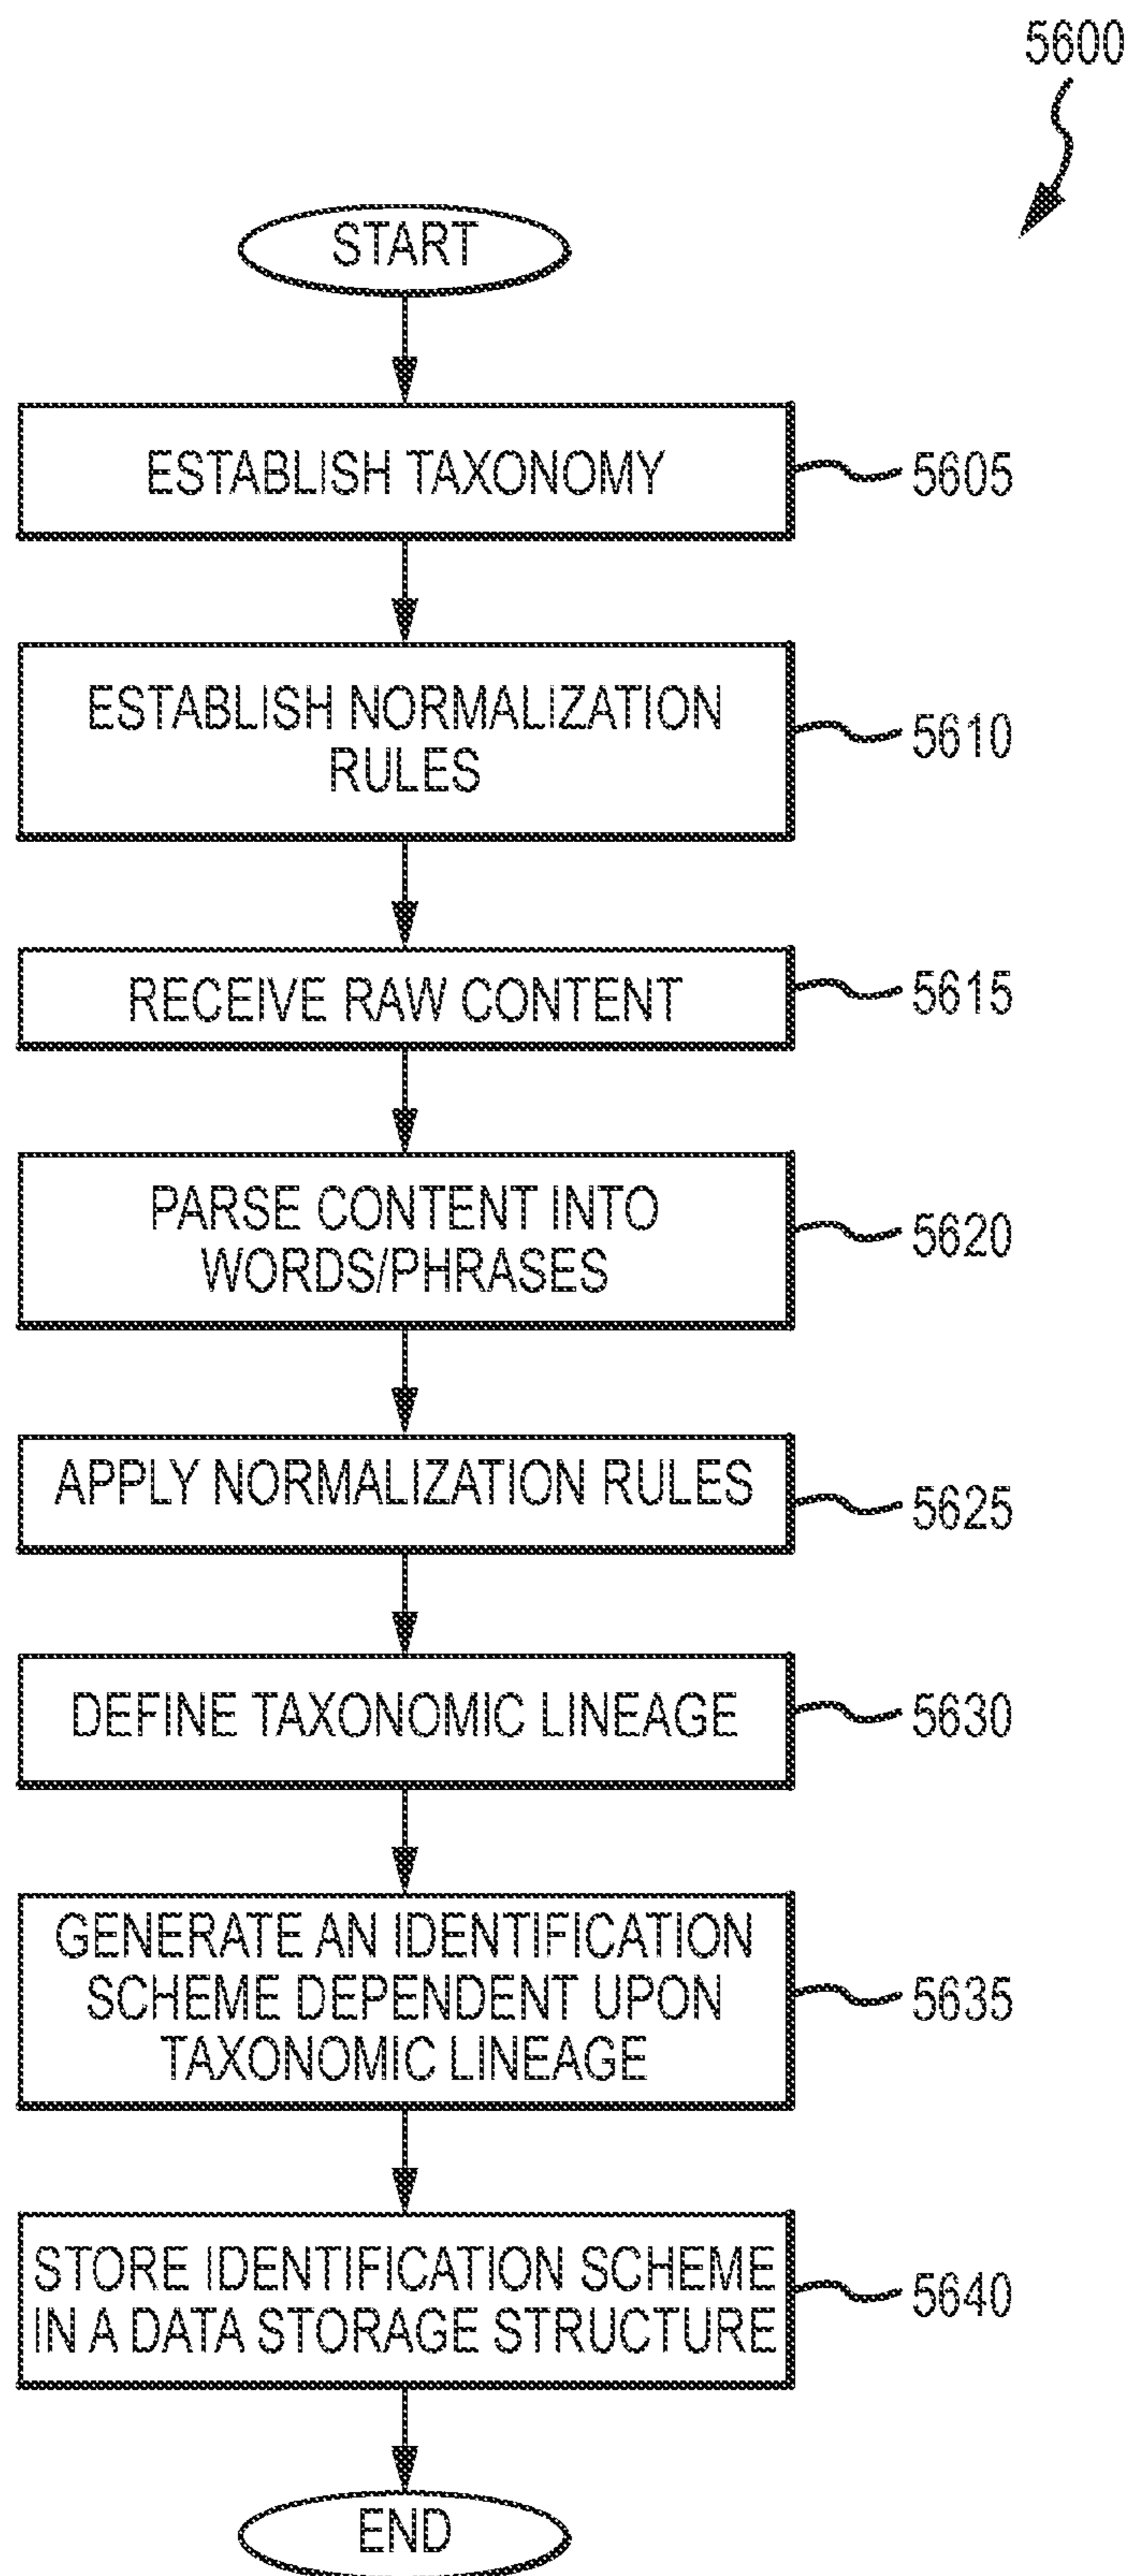 5600
START
ESTABLISH TAXONOMY
5605
ESTABLISH NORMALIZATION
RULES
5610
RECEIVE RAW CONTENT
5615
PARSE CONTENT INTO
WORDS/PHRASES
5620
APPLY NORMALIZATION RULES
5625
DEFINE TAXONOMIC LINEAGE
5630
GENERATE AN IDENTIFICATION
SCHEME DEPENDENT UPON
TAXONOMIC LINEAGE
5635
STORE IDENTIFICATION SCHEME
IN A DATA STORAGE STRUCTURE
5640
END